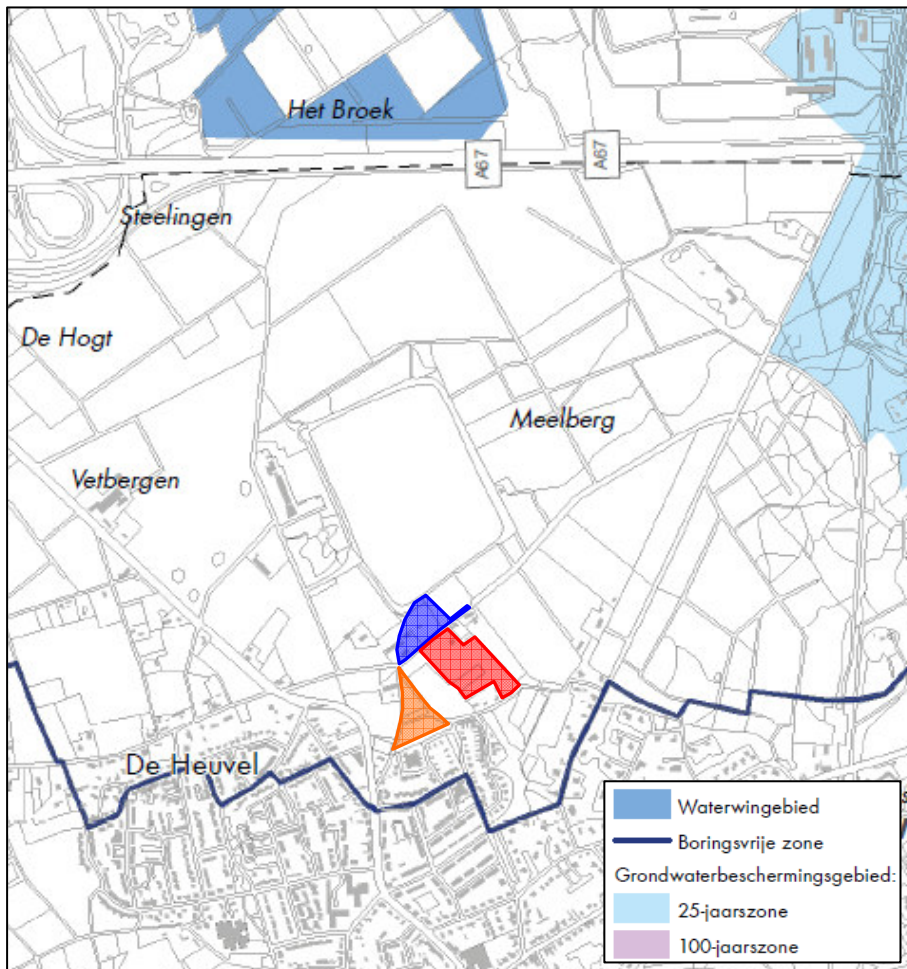 Het Broek
A67
A67
Steelingen
De Hogt
Meelberg
Vetbergen
De Heuvel
Waterwingebied
Boringsvrije zone
Grondwaterbeschermingsgebied:
25-jaarszone
100-jaarszone